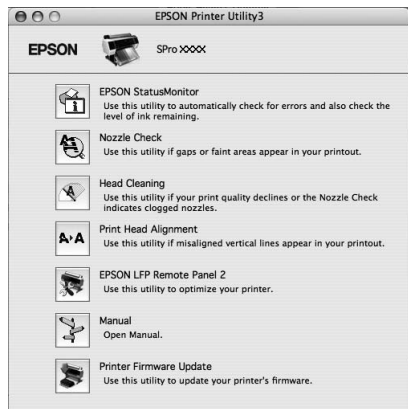 EPSON Printer Utility3
EPSON
SPro XXXX
EPSON StatusMonitor
Use this utility to automatically check for errors and also check the
level of ink remaining.
Nozzle Check
Use this utility if gaps or faint areas appear in your printout.
Head Cleaning
Use this utility if your print quality declines or the Nozzle Check
indicates clogged nozzles.
Print Head Alignment
Use this utility if misaligned vertical lines appear in your printout.
EPSON LFP Remote Panel 2
Use this utility to optimize your printer.
Manual
Open Manual.
Printer Firmware Update
Use this utility to update your printer's firmware.